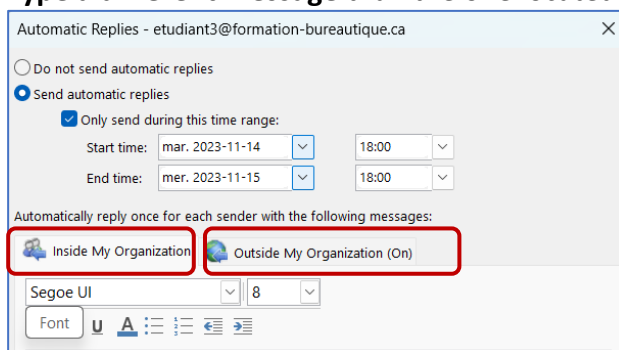 Automatic Replies - etudiant3@formation-bureautique.ca
Do not send automatic replies
Send automatic replies
Only send during this time range:
Start time: mar. 2023-11-14 18:00
End time: mer. 2023-11-15 18:00
Automatically reply once for each sender with the following messages:
Inside My Organization Outside My Organization (On)
Segoe UI 8
Font U A